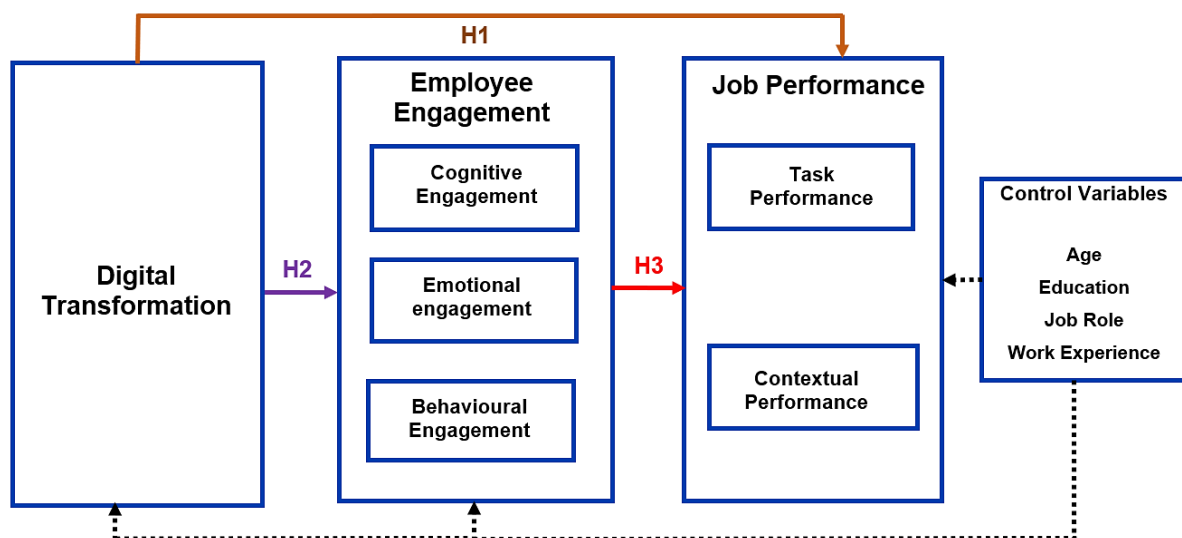 H1
Digital
Transformation
H2
Employee
Engagement
Cognitive
Engagement
Emotional
engagement
Behavioural
Engagement
H3
Job Performance
Task
Performance
Contextual
Performance
Control Variables
Age
Education
Job Role
Work Experience